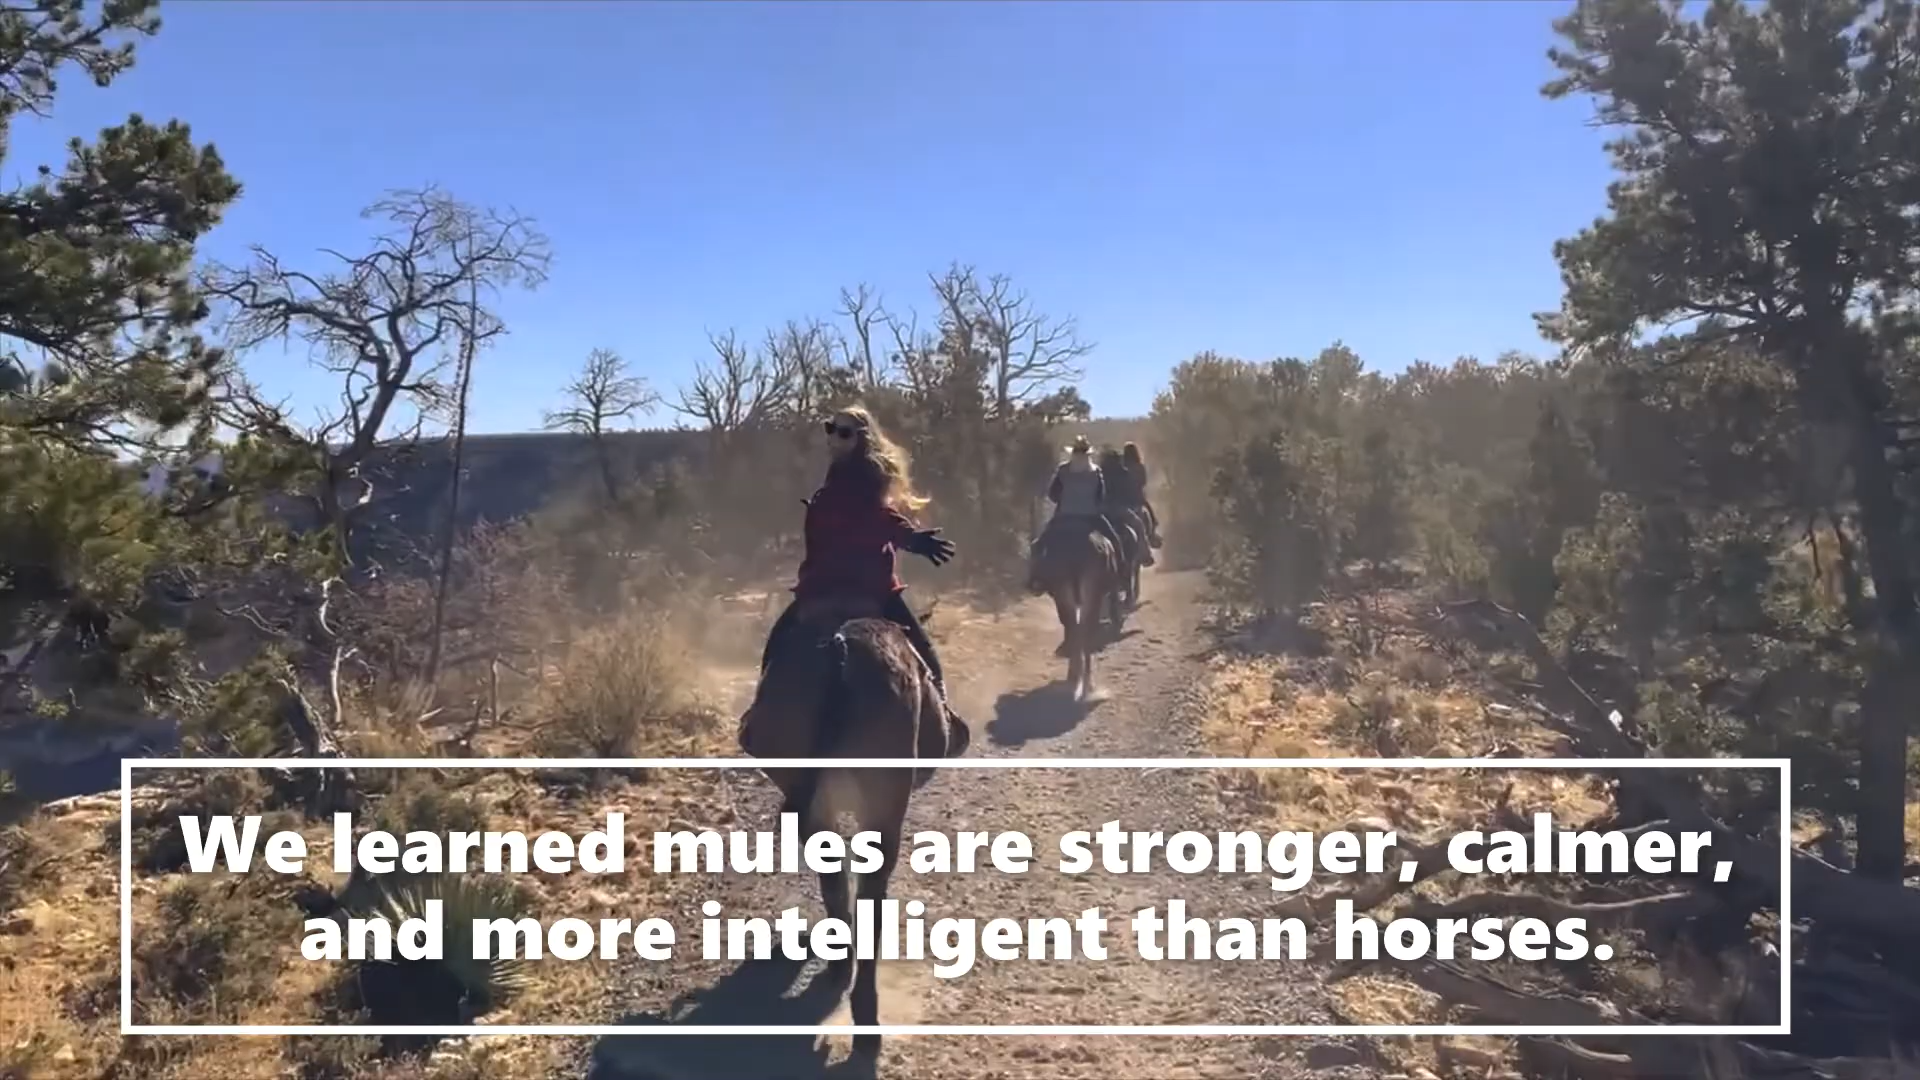 We learned mules are stronger, calmer,
and more intelligent than horses.